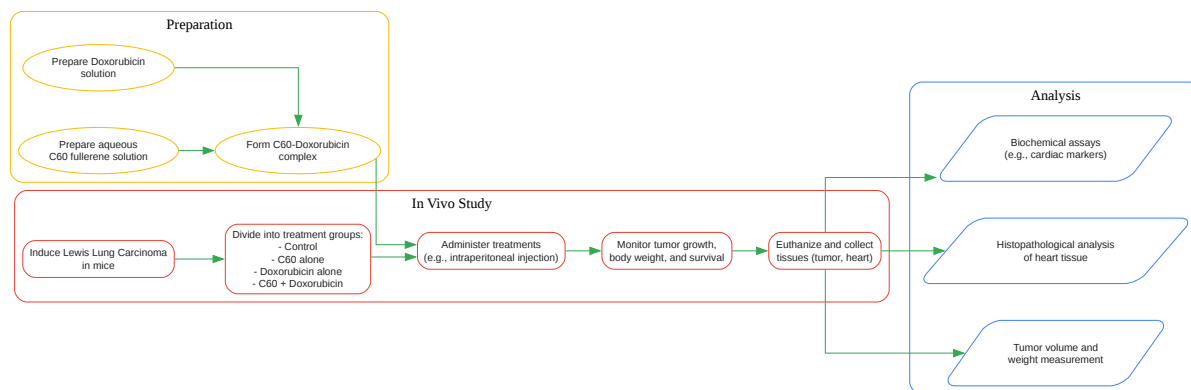 Preparation
Prepare Doxorubicin
solution
Prepare aqueous
C60 fullerene solution
Form C60-Doxorubicin
complex
In Vivo Study
Induce Lewis Lung Carcinoma
in mice
Divide into treatment groups:
- Control
- C60 alone
- Doxorubicin alone
- C60 + Doxorubicin
Administer treatments
(e.g., intraperitoneal injection)
Monitor tumor growth,
body weight, and survival
Euthanize and collect
tissues (tumor, heart)
Analysis
Biochemical assays
(e.g., cardiac markers)
Histopathological analysis
of heart tissue
Tumor volume and
weight measurement